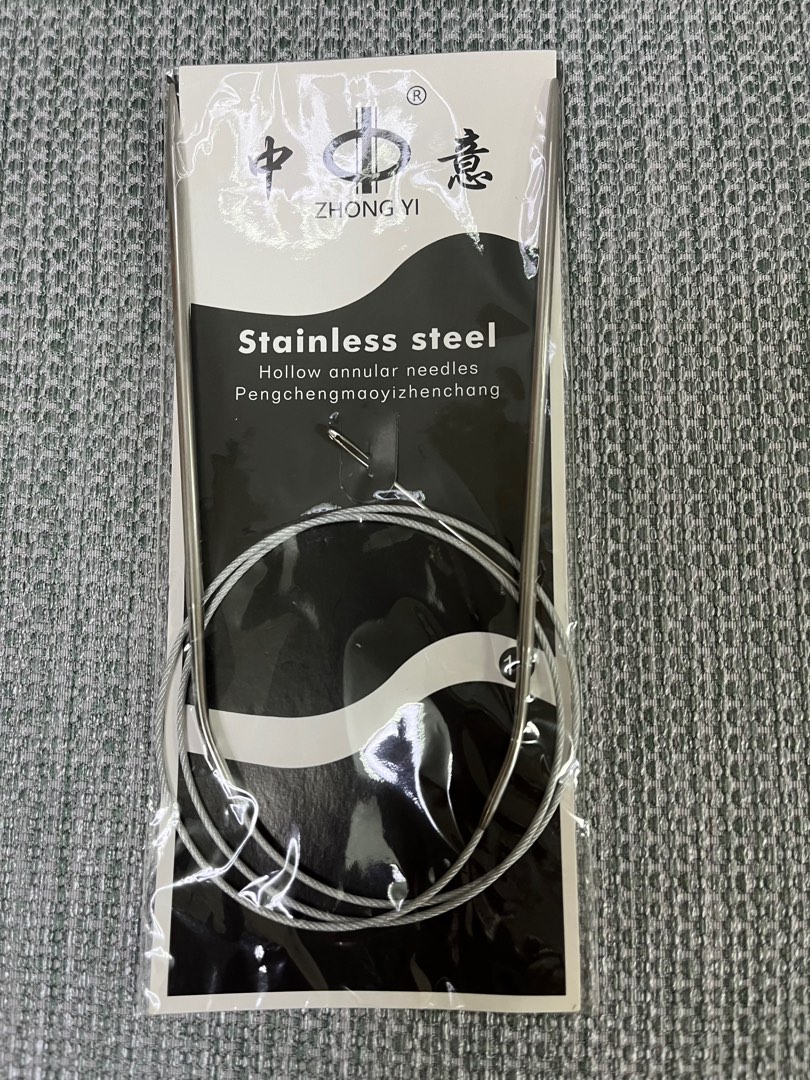 中 ® 意
ZHONG YI
Stainless steel
Hollow annular needles
Pengchengmaoyizhenchang